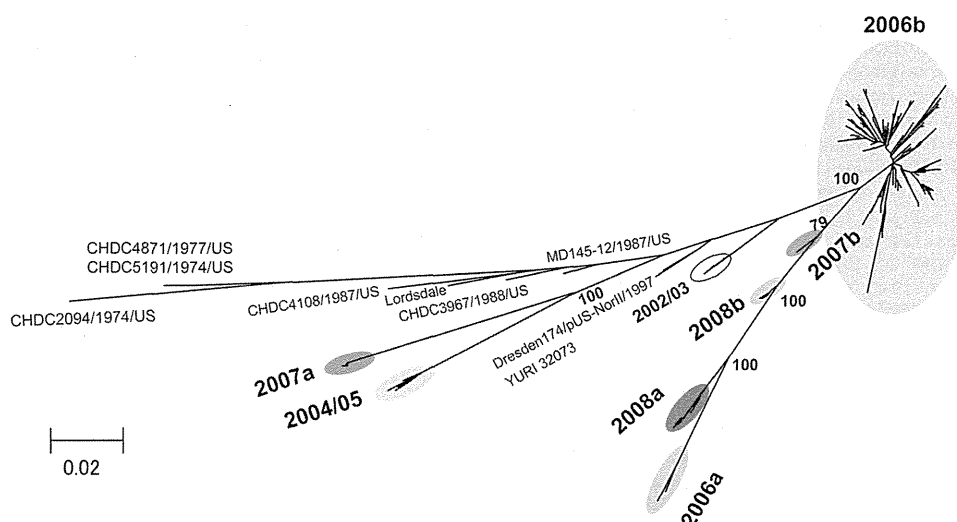 2006b
100
79
2007b
CHDC4871/1977/US
CHDC5191/1974/US
MD145-12/1987/US
CHDC2094/1974/US
CHDC4108/1987/US
Lordsdale
CHDC3967/1988/US
100
2002/03
Dresden174/pUS-NorII/1997
YURI 32073
2008b
100
2007a
2004/05
100
2008a
2006a
0.02